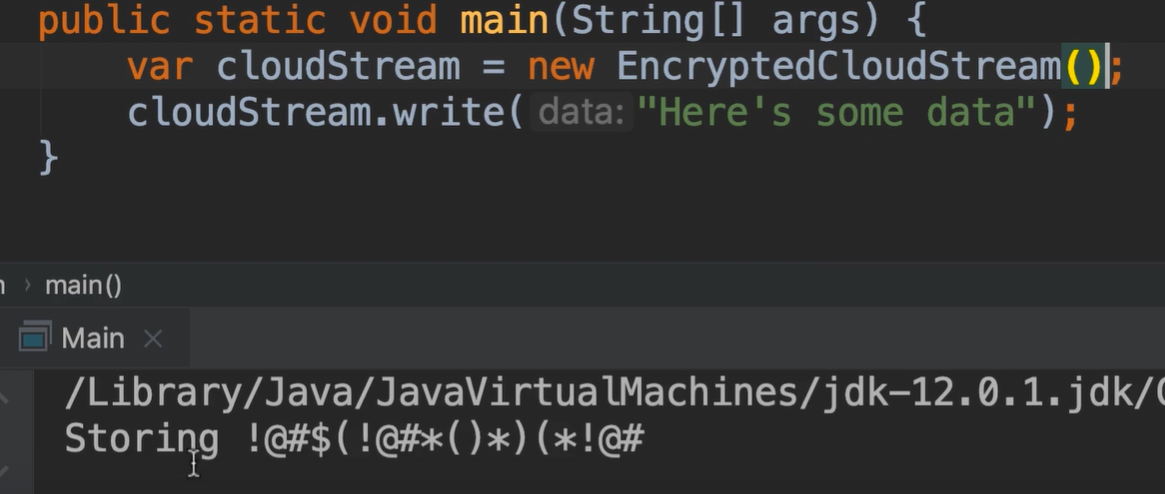 public static void main(String[] args) {
var cloudStream = new EncryptedCloudStream();
cloudStream.write( data: "Here's some data");
}
main()
Main
/Library/Java/JavaVirtualMachines/jdk-12.0.1.jdk/
Storing !@#$(!@#*()*)(*!@#